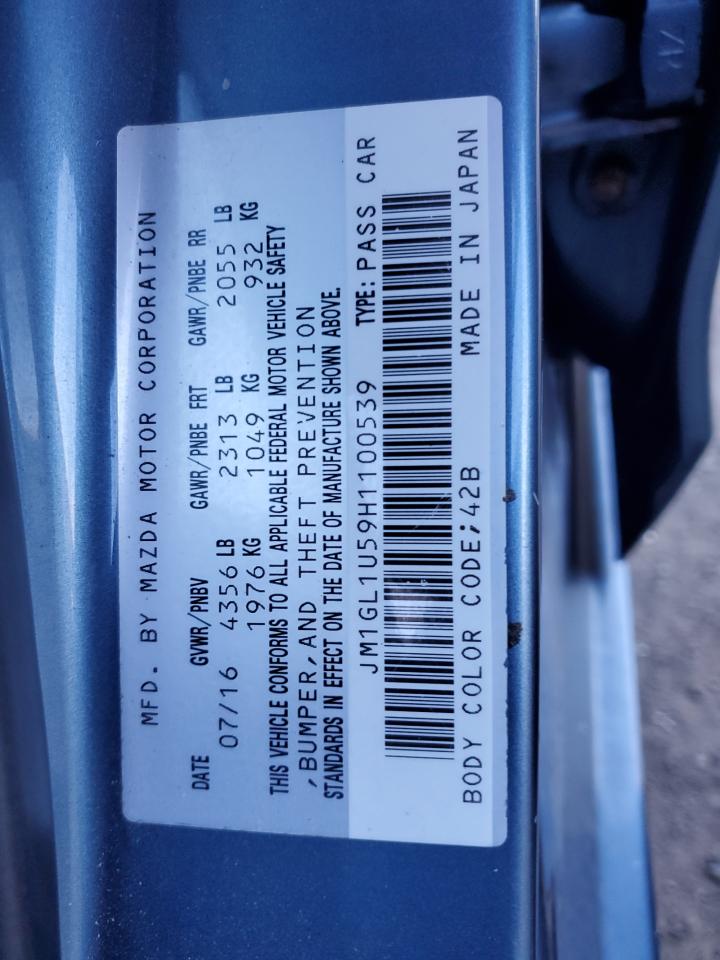 MFD. BY MAZDA MOTOR CORPORATION
DATE GVWR/PNBV GAWR/PNBE FRT GAWR/PNBE RR
07/16 4356 LB 2313 LB 2055 LB
1976 KG 1049 KG 932 KG
THIS VEHICLE CONFORMS TO ALL APPLICABLE FEDERAL MOTOR VEHICLE SAFETY
,BUMPER,AND THEFT PREVENTION
STANDARDS IN EFFECT ON THE DATE OF MANUFACTURE SHOWN ABOVE.
JM1GL1U59H1100539 TYPE: PASS CAR
BODY COLOR CODE;42B MADE IN JAPAN